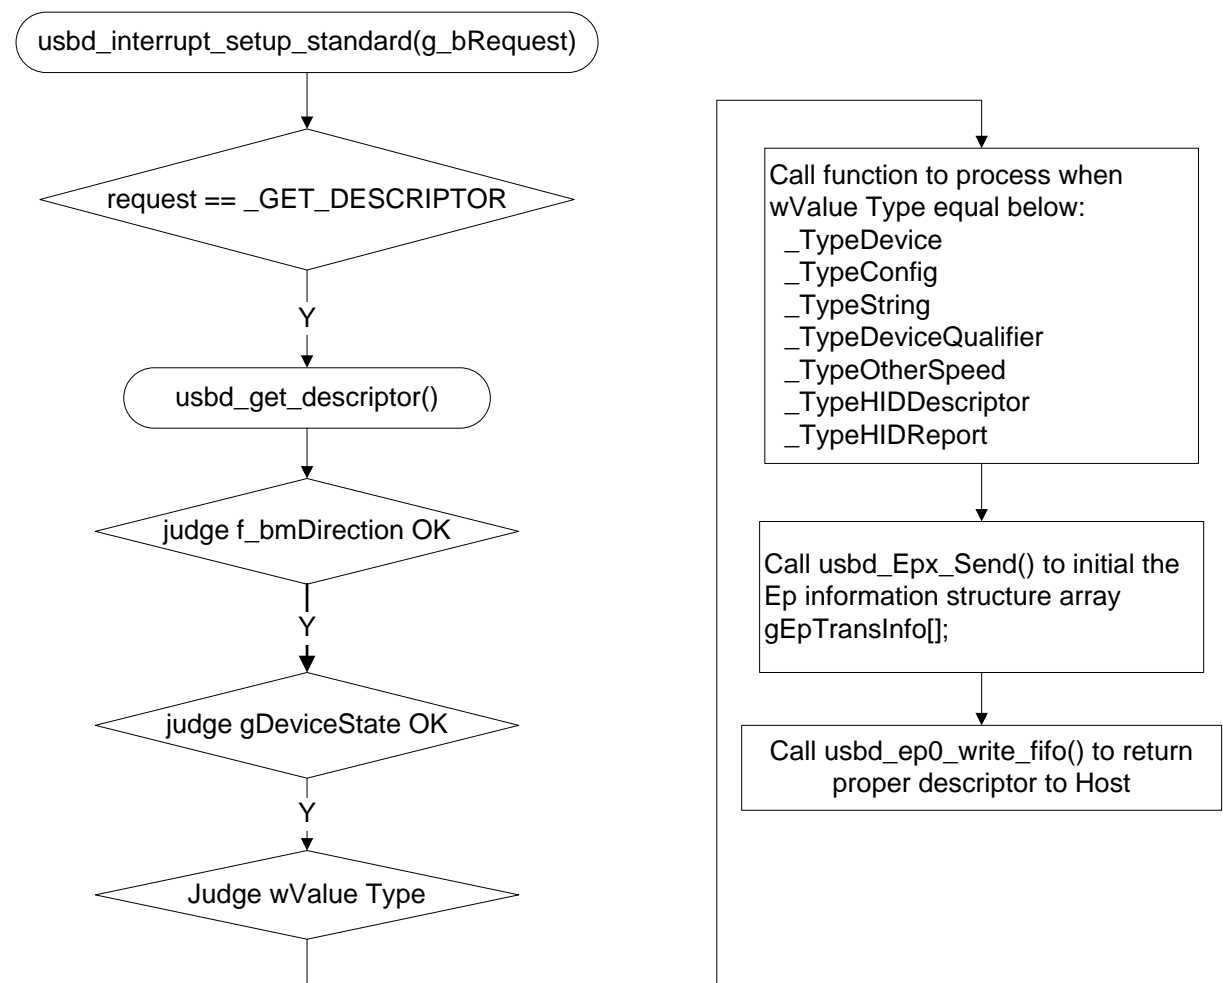 usbd_interrupt_setup_standard(g_bRequest)
request == _GET_DESCRIPTOR
Y
usbd_get_descriptor()
judge f_bmDirection OK
Y
judge gDeviceState OK
Y
Judge wValue Type
Call function to process when
wValue Type equal below:
_TypeDevice
_TypeConfig
_TypeString
_TypeDeviceQualifier
_TypeOtherSpeed
_TypeHIDDescriptor
_TypeHIDReport
Call usbd_Epx_Send() to initial the
Ep information structure array
gEpTransInfo[];
Call usbd_ep0_write_fifo() to return
proper descriptor to Host